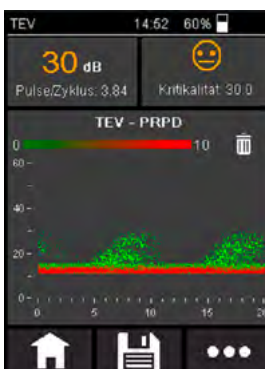 TEV 14:52 60%
30 dB
Pulse/Zyklus: 3.84
Kritikalität: 30.0
TEV - PRPD
0 10
60
40
20
0
0 5 10 15 20